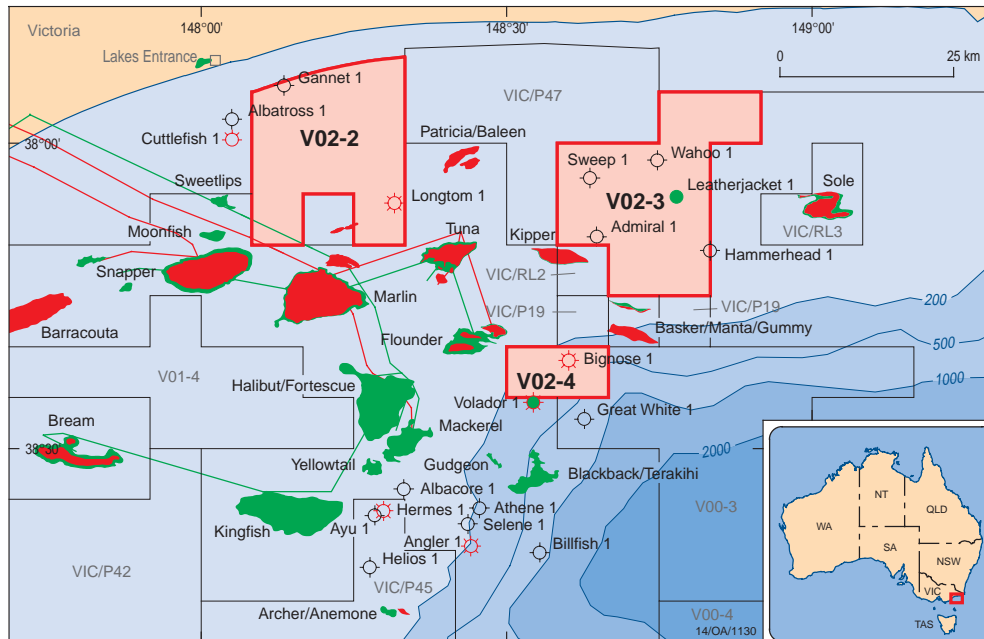 148°00'
148°30'
149°00'
Victoria
Lakes Entrance
0
25 km
Gannet 1
VIC/P47
Albatross 1
Cuttlefish 1
V02-2
38°00'
Patricia/Baleen
Sweep 1
Wahoo 1
Leatherjacket 1
Sole
Sweetlips
Longtom 1
V02-3
Moonfish
Tuna
Kipper
Admiral 1
VIC/RL3
Hammerhead 1
Snapper
VIC/RL2
Marlin
200
Barracouta
VIC/P19
VIC/P19
Basker/Manta/Gummy
Flounder
500
Bignose 1
V01-4
V02-4
1000
Halibut/Fortescue
Volador 1
Great White 1
Bream
Mackerel
38°30'
2000
Yellowtail
Gudgeon
Blackback/Terakihi
Albacore 1
Hermes 1
Athene 1
V00-3
Kingfish
Ayu 1
Selene 1
Angler 1
Billfish 1
Helios 1
VIC/P42
VIC/P45
Archer/Anemone
V00-4
14/OA/1130
NT
QLD
WA
SA
NSW
VIC
TAS